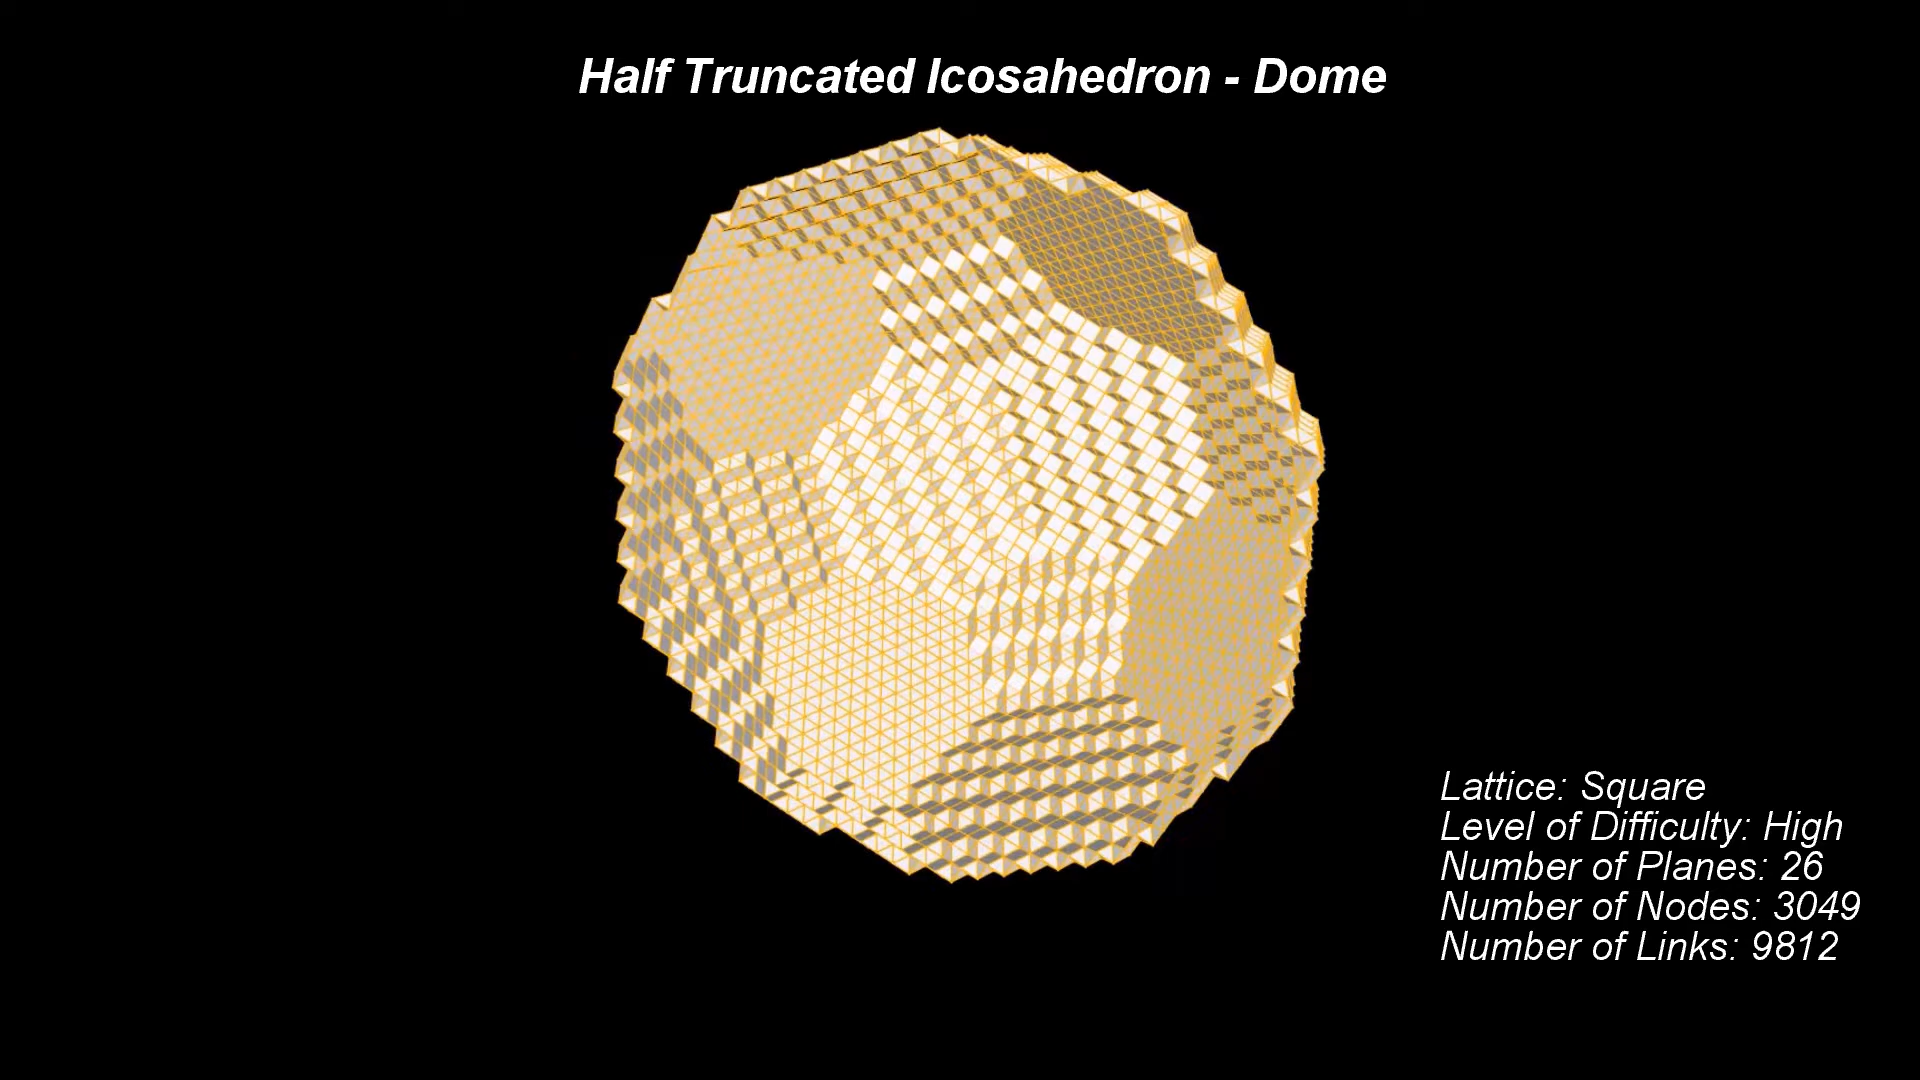 Half Truncated Icosahedron - Dome
Lattice: Square
Level of Difficulty: High
Number of Planes: 26
Number of Nodes: 3049
Number of Links: 9812